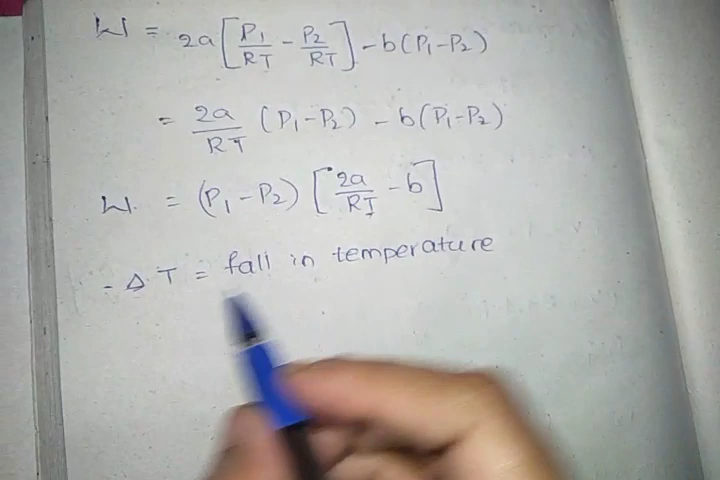 W = 2a [P₁/RT - P₂/RT] - b(P₁-P₂)
= 2a/RT (P₁-P₂) - b(P₁-P₂)
W = (P₁-P₂) [2a/RT - b]
- Δ T = fall in temperature